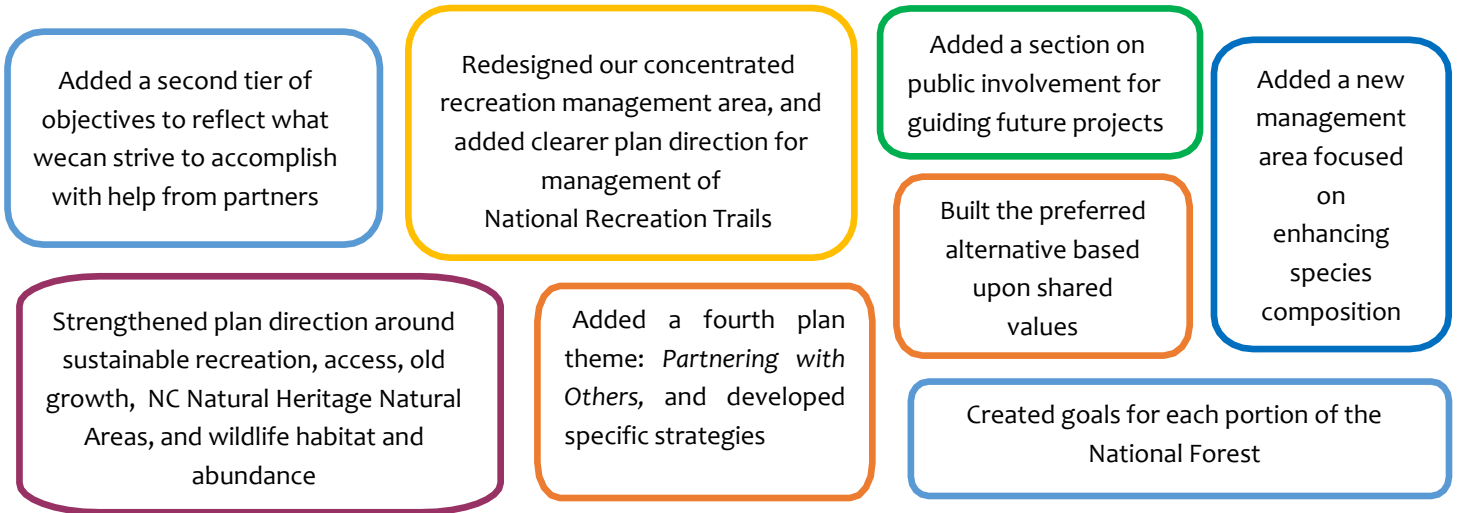 Added a second tier of
objectives to reflect what
wecan strive to accomplish
with help from partners
Redesigned our concentrated
recreation management area, and
added clearer plan direction for
management of
National Recreation Trails
Added a section on
public involvement for
guiding future projects
Added a new
management
area focused
on
enhancing
species
composition
Built the preferred
alternative based
upon shared
values
Strengthened plan direction around
sustainable recreation, access, old
growth, NC Natural Heritage Natural
Areas, and wildlife habitat and
abundance
Added a fourth plan
theme: Partnering with
Others, and developed
specific strategies
Created goals for each portion of the
National Forest